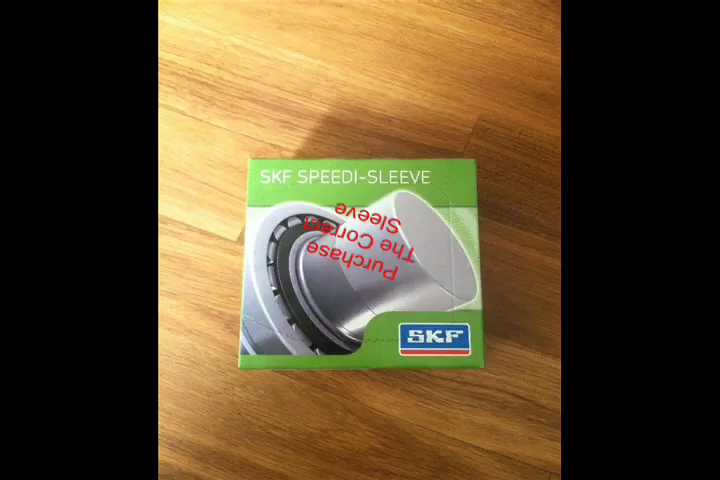 SKF SPEEDI-SLEEVE
Purchase
The Correct
Sleeve
SKF